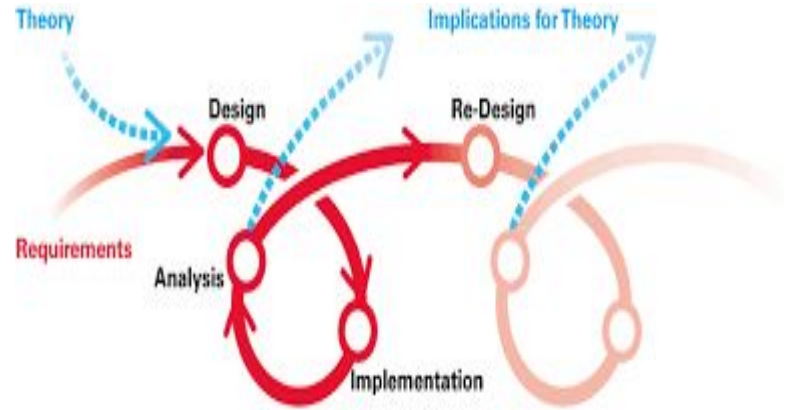 Theory
Implications for Theory
Design
Re-Design
Requirements
Analysis
Implementation